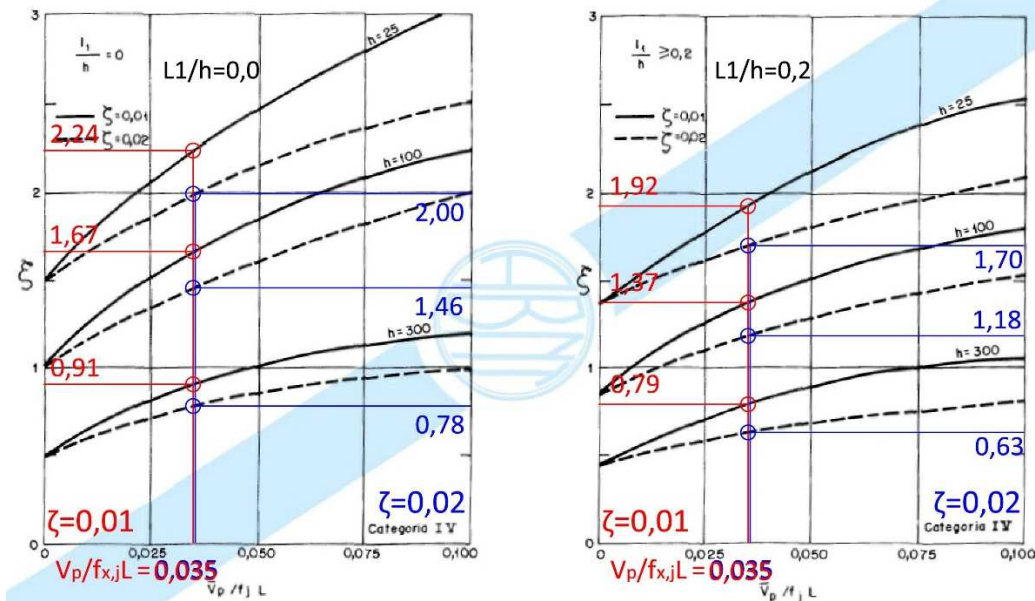 3
l₁/h = 0
L1/h=0,0
h = 25
ζ=0,01
ζ=0,02
2,24
h=100
2
2,00
1,67
ξ
1,46
h = 300
1
0,91
0,78
ζ=0,01
ζ=0,02
Categoria IV
0
0 0,025 0,050 0,075 0,100
Vp/fx,jL = 0,035
V̄p /fj L
3
l₁/h ≥0,2
L1/h=0,2
h = 25
ζ=0,01
ζ=0,02
2
1,92
h=100
1,70
ξ
1,37
1,18
h = 300
1
0,79
0,63
ζ=0,01
ζ=0,02
Categoria IV
0
0 0,025 0,050 0,075 0,100
Vp/fx,jL = 0,035
V̄p /fj L
ABNT